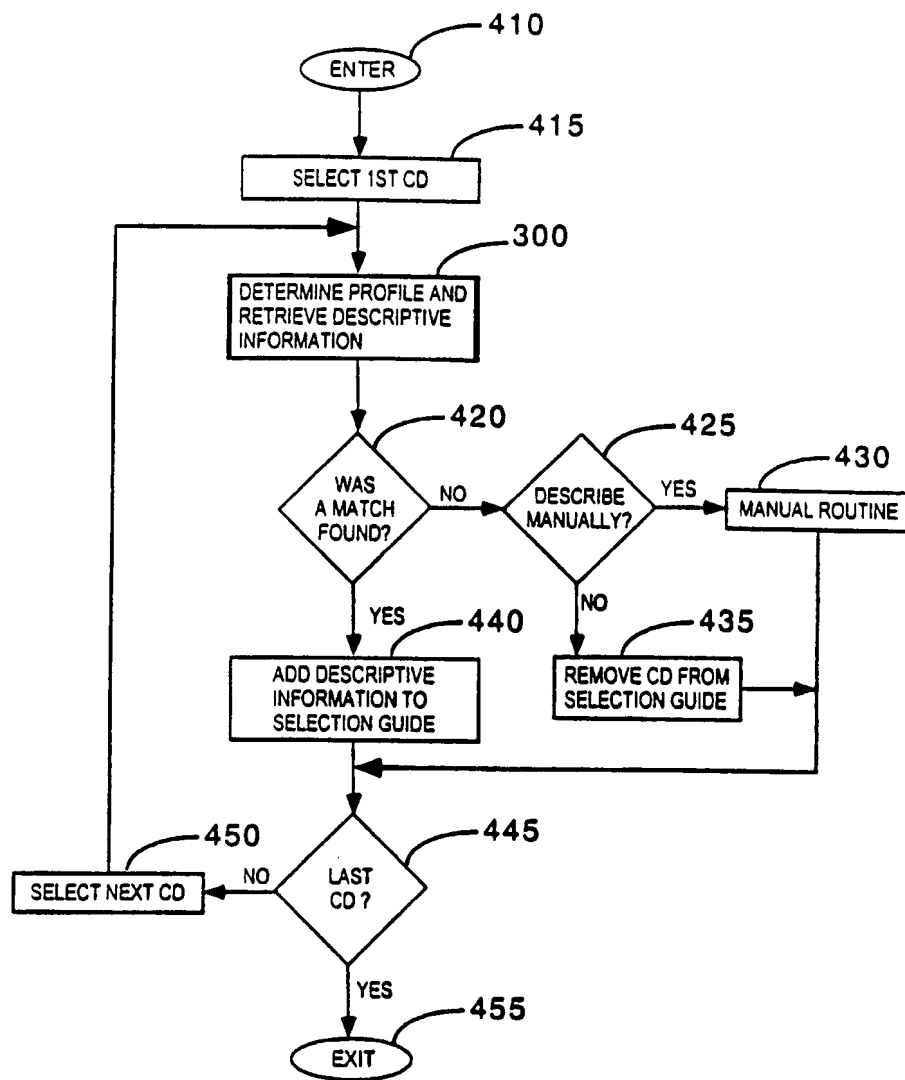 410
ENTER
415
SELECT 1ST CD
300
DETERMINE PROFILE AND
RETRIEVE DESCRIPTIVE
INFORMATION
420
WAS
A MATCH
FOUND?
NO
425
DESCRIBE
MANUALLY?
YES
430
MANUAL ROUTINE
NO
435
REMOVE CD FROM
SELECTION GUIDE
YES
440
ADD DESCRIPTIVE
INFORMATION TO
SELECTION GUIDE
445
LAST
CD ?
NO
450
SELECT NEXT CD
YES
455
EXIT